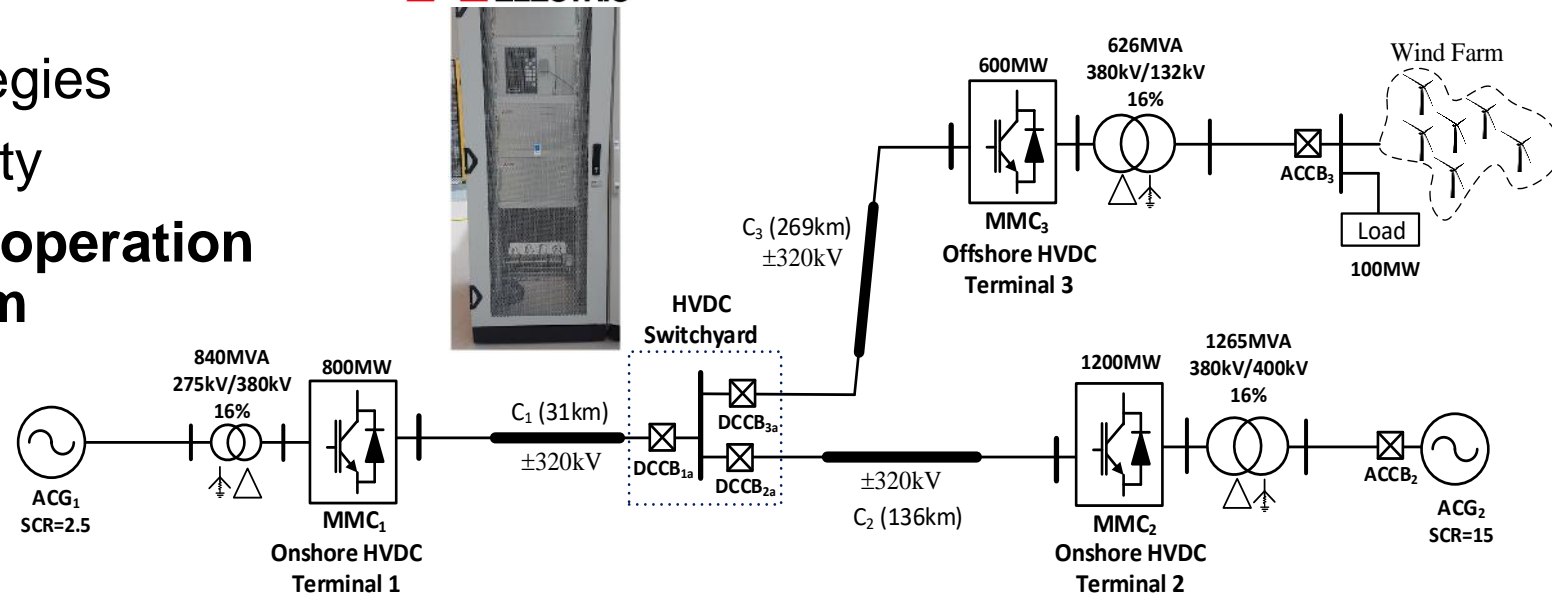 egies
ty
operation
m
626MVA
380kV/132kV
16%
600MW
Wind Farm
ACCB3
MMC3
Offshore HVDC
Terminal 3
Load
100MW
C3 (269km)
±320kV
HVDC
Switchyard
840MVA
275kV/380kV
16%
800MW
C1 (31km)
±320kV
DCCB1a
DCCB3a
DCCB2a
ACG1
SCR=2.5
MMC1
Onshore HVDC
Terminal 1
±320kV
C2 (136km)
1200MW
1265MVA
380kV/400kV
16%
MMC2
Onshore HVDC
Terminal 2
ACCB2
ACG2
SCR=15